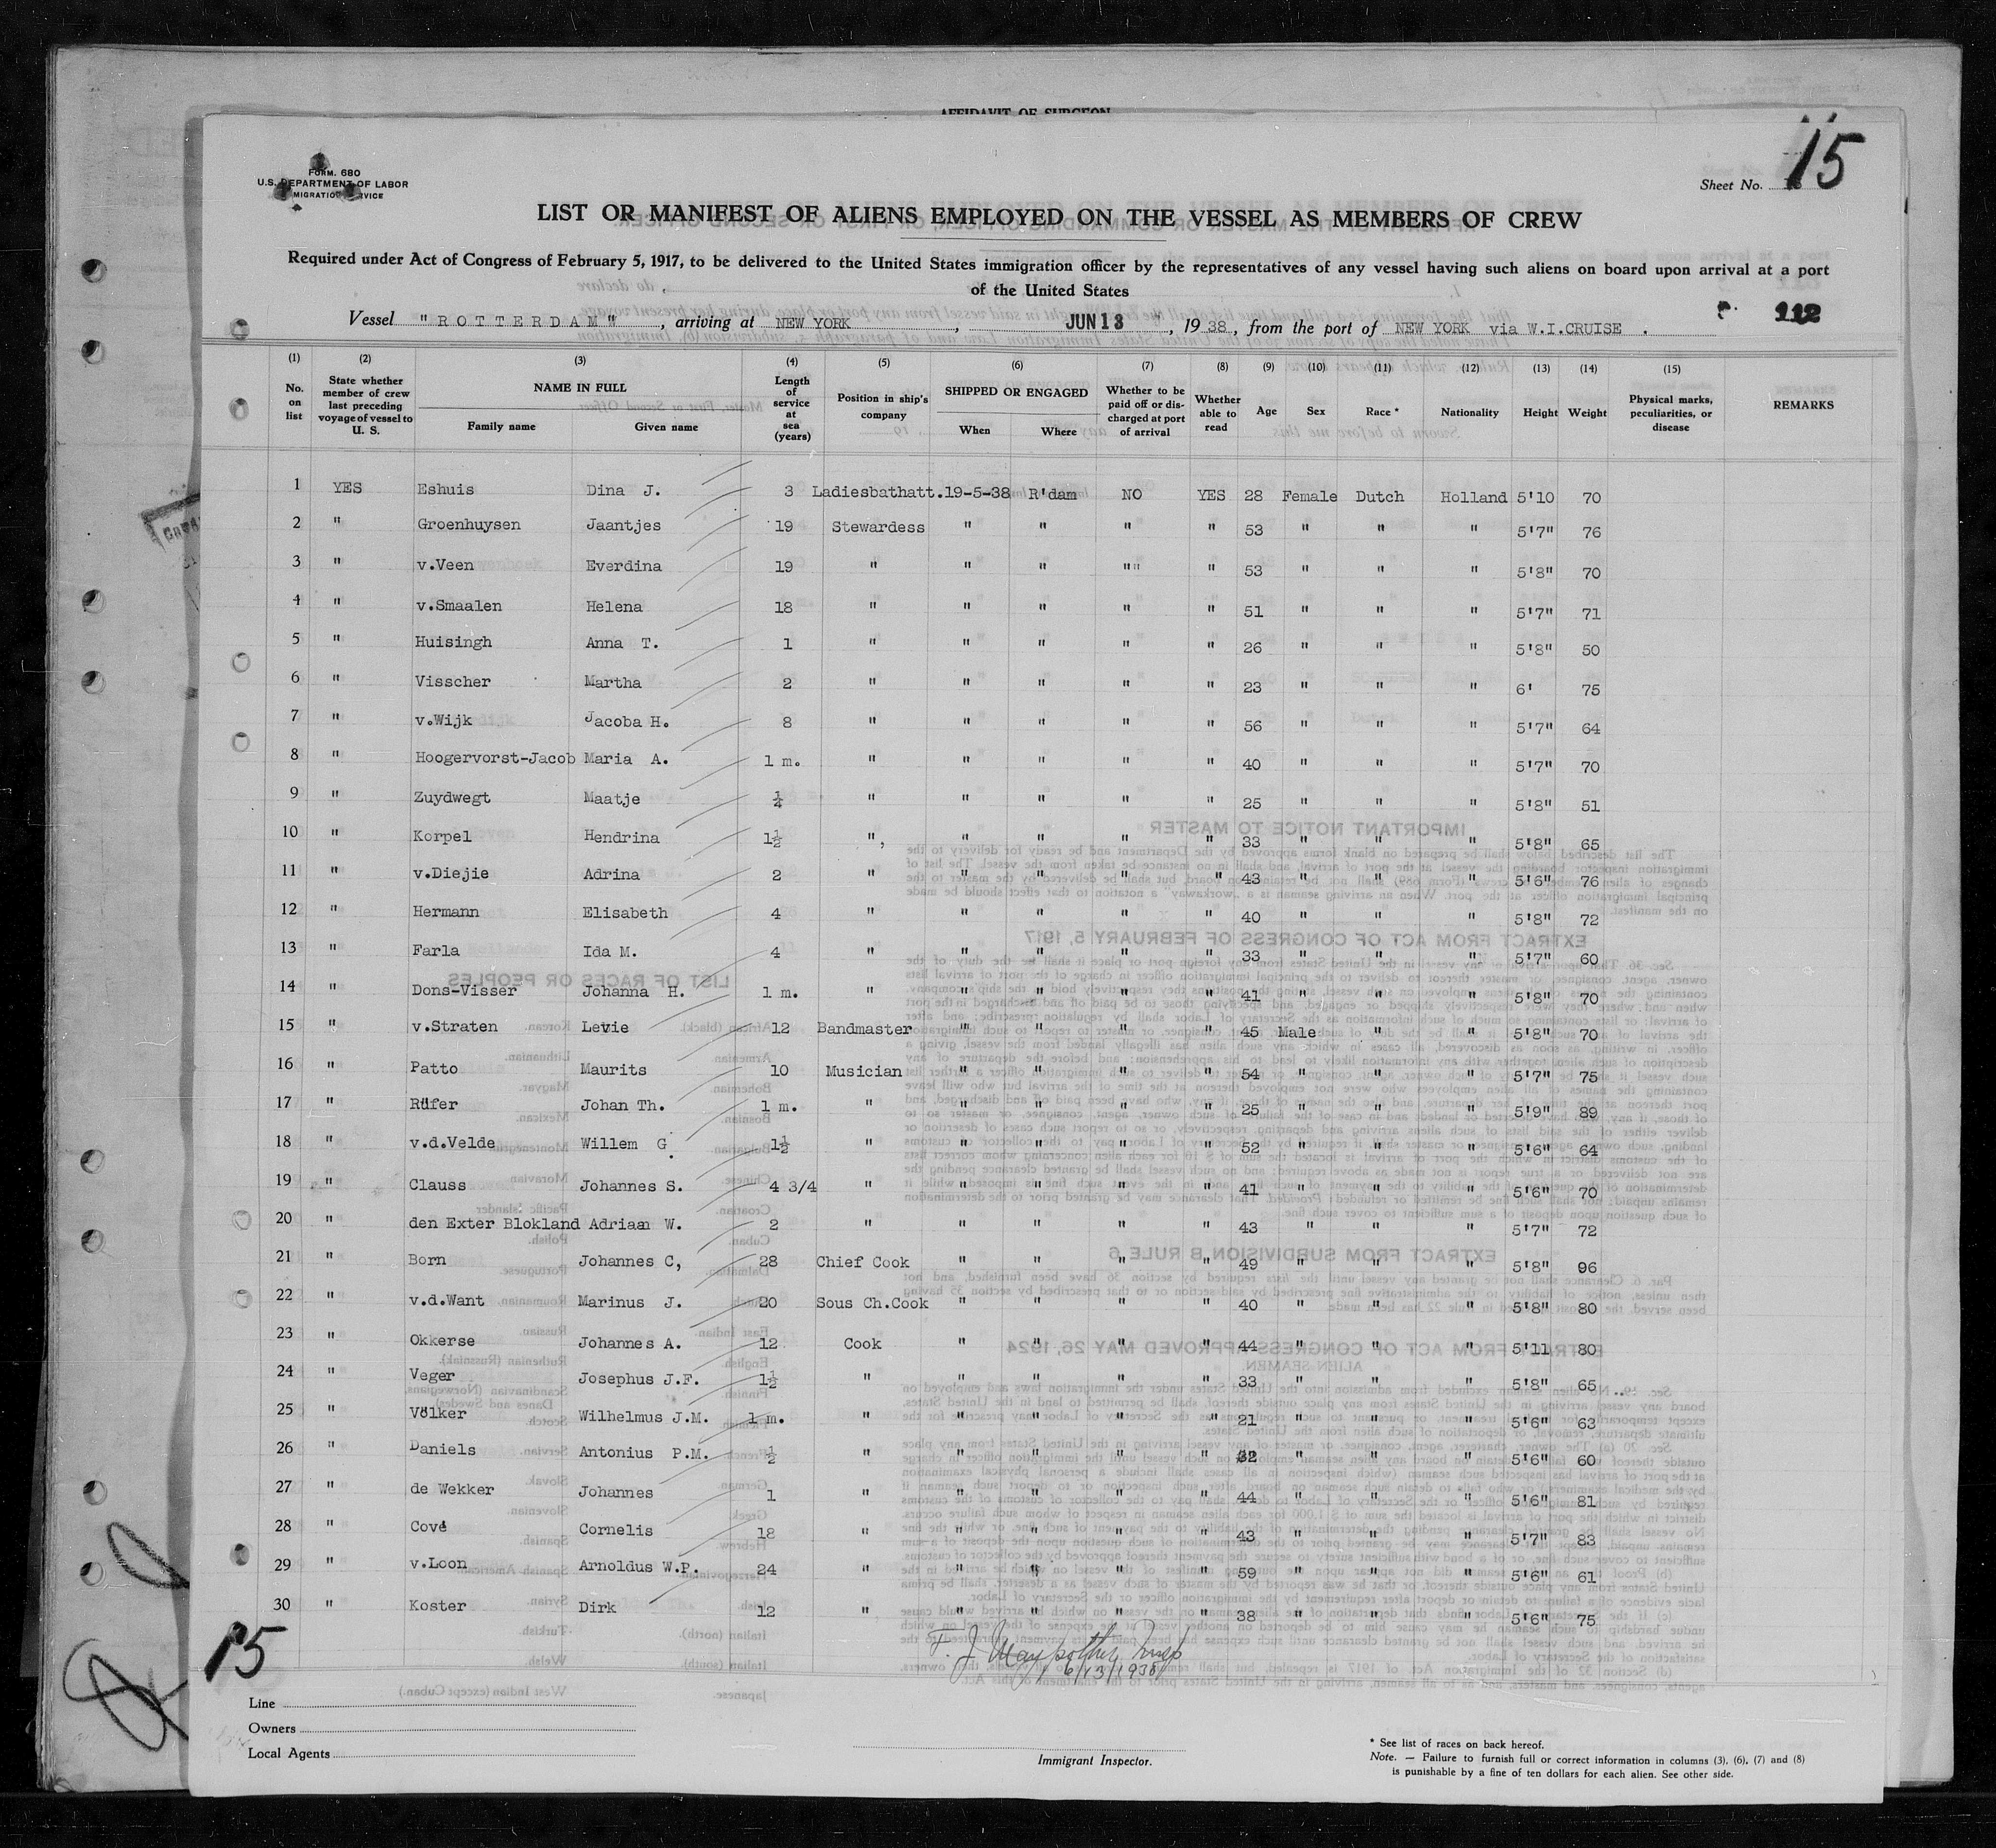 AFFIDAVIT OF SURGEON
15
FORM. 680
U.S. DEPARTMENT OF LABOR
Sheet No.
LIST OR MANIFEST OF ALIENS EMPLOYED ON THE VESSEL AS MEMBERS OF CREW
Required under Act of Congress of February 5, 1917, to be delivered to the United States immigration officer by the representatives of any vessel having such aliens on board upon arrival at a port
of the United States
Vessel "ROTTERDAM", arriving at NEW YORK, JUN 13, 1938, from the port of NEW YORK via W.I.CRUISE.
112
(1) (2) (3) (4) (5) (6) (7) (8) (9) (10) (11) (12) (13) (14) (15)
No. on list | State whether member of crew last preceding voyage of vessel to U. S. | NAME IN FULL Family name Given name | Length of service at sea (years) | Position in ship's company | SHIPPED OR ENGAGED When Where | Whether to be paid off or discharged at port of arrival | Whether able to read | Age | Sex | Race * | Nationality | Height | Weight | Physical marks, peculiarities, or disease | REMARKS
1 YES Eshuis Dina J. 3 Ladiesbathatt. 19-5-38 R'dam NO YES 28 Female Dutch Holland 5'10 70
2 " Groenhuysen Jaantjes 19 Stewardess " " " " 53 " " " 5'7" 76
3 " v.Veen Everdina 19 " " " "" " 53 " " " 5'8" 70
4 " v.Smaalen Helena 18 " " " " " 51 " " " 5'7" 71
5 " Huisingh Anna T. 1 " " " " " 26 " " " 5'8" 50
6 " Visscher Martha 2 " " " " " 23 " " " 6' 75
7 " v.Wijk Jacoba H. 8 " " " " " 56 " " " 5'7" 64
8 " Hoogervorst-Jacob Maria A. 1 m. " " " " " 40 " " " 5'7" 70
9 " Zuydwegt Maatje ¼ " " " " " 25 " " " 5'8" 51
10 " Korpel Hendrina 1½ ", " " " " 33 " " " 5'8" 65
11 " v.Diejie Adrina 2 " " " " " 43 " " " 5'6" 76
12 " Hermann Elisabeth 4 " " " " " 40 " " " 5'8" 72
13 " Farla Ida M. 4 " " " " " 33 " " " 5'7" 60
14 " Dons-Visser Johanna H. 1 m. " " " " " 41 " " " 5'8" 70
15 " v.Straten Levie 12 Bandmaster " " " " 45 Male " " 5'8" 70
16 " Patto Maurits 10 Musician " " " " 54 " " " 5'7" 75
17 " Rüfer Johan Th. 1 m. " " " " " 25 " " " 5'9" 89
18 " v.d.Velde Willem G. 1½ " " " " " 52 " " " 5'6" 64
19 " Clauss Johannes S. 4 3/4 " " " " " 41 " " " 5'6" 70
20 " den Exter Blokland Adriaan W. 2 " " " " " 43 " " " 5'7" 72
21 " Born Johannes C, 28 Chief Cook " " " " 49 " " " 5'8" 96
22 " v.d.Want Marinus J. 20 Sous Ch.Cook " " " " 40 " " " 5'8" 80
23 " Okkerse Johannes A. 12 Cook " " " " 44 " " " 5'11 80
24 " Veger Josephus J.F. 1½ " " " " " 33 " " " 5'8" 65
25 " Völker Wilhelmus J.M. 1 m. " " " " " 21 " " " 5'6" 63
26 " Daniels Antonius P.M. ½ " " " " " 32 " " " 5'6" 60
27 " de Wekker Johannes 1 " " " " " 44 " " " 5'6" 81
28 " Cové Cornelis 18 " " " " " 43 " " " 5'7" 83
29 " v.Loon Arnoldus W.P. 24 " " " " " 59 " " " 5'6" 61
30 " Koster Dirk 12 " " " " " 38 " " " 5'6" 75
15
6/13/1938
Line
Owners
Local Agents
Immigrant Inspector.
* See list of races on back hereof.
Note. — Failure to furnish full or correct information in columns (3), (6), (7) and (8)
is punishable by a fine of ten dollars for each alien. See other side.